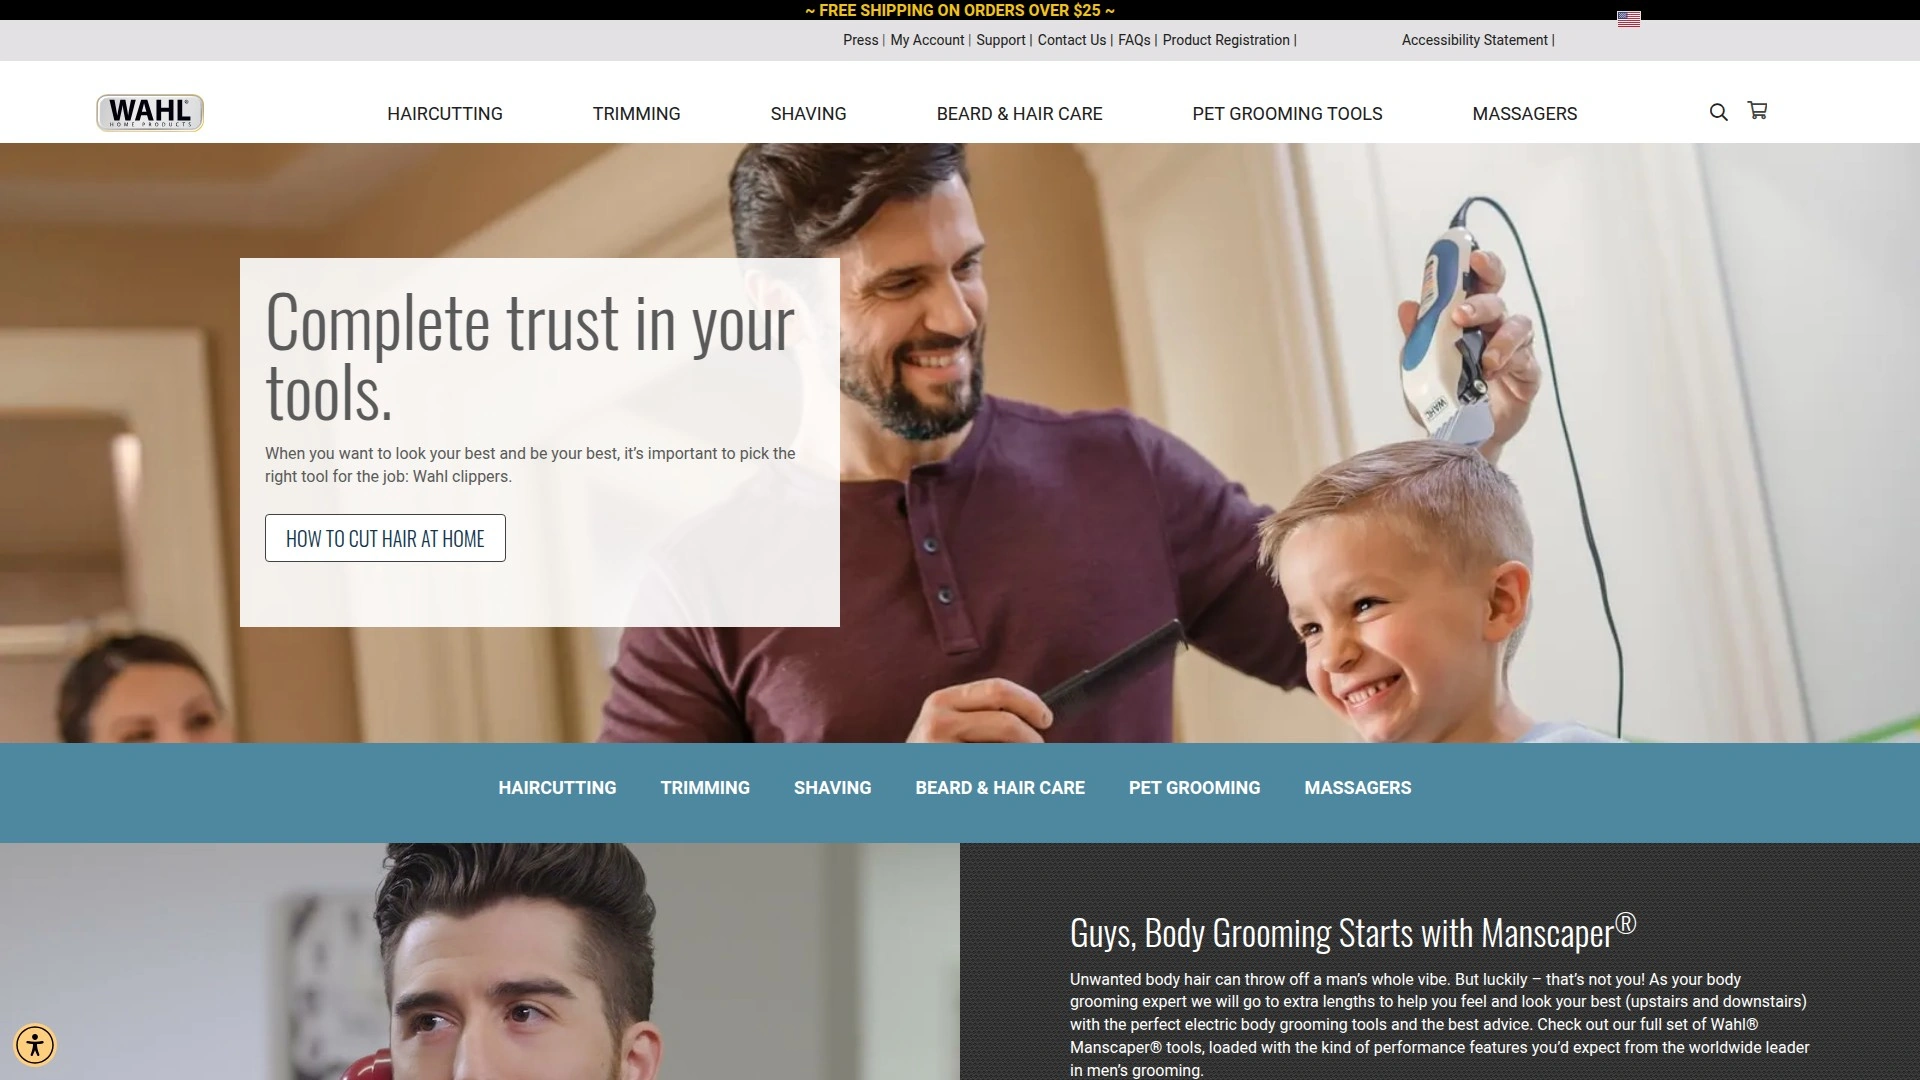 ~ FREE SHIPPING ON ORDERS OVER $25 ~
Press | My Account | Support | Contact Us | FAQs | Product Registration | Accessibility Statement |
WAHL®
HOME PRODUCTS
HAIRCUTTING TRIMMING SHAVING BEARD & HAIR CARE PET GROOMING TOOLS MASSAGERS
Complete trust in your
tools.
When you want to look your best and be your best, it’s important to pick the
right tool for the job: Wahl clippers.
HOW TO CUT HAIR AT HOME
WAHL
HAIRCUTTING TRIMMING SHAVING BEARD & HAIR CARE PET GROOMING MASSAGERS
Guys, Body Grooming Starts with Manscaper®
Unwanted body hair can throw off a man’s whole vibe. But luckily – that’s not you! As your body
grooming expert we will go to extra lengths to help you feel and look your best (upstairs and downstairs)
with the perfect electric body grooming tools and the best advice. Check out our full set of Wahl®
Manscaper® tools, loaded with the kind of performance features you’d expect from the worldwide leader
in men’s grooming.